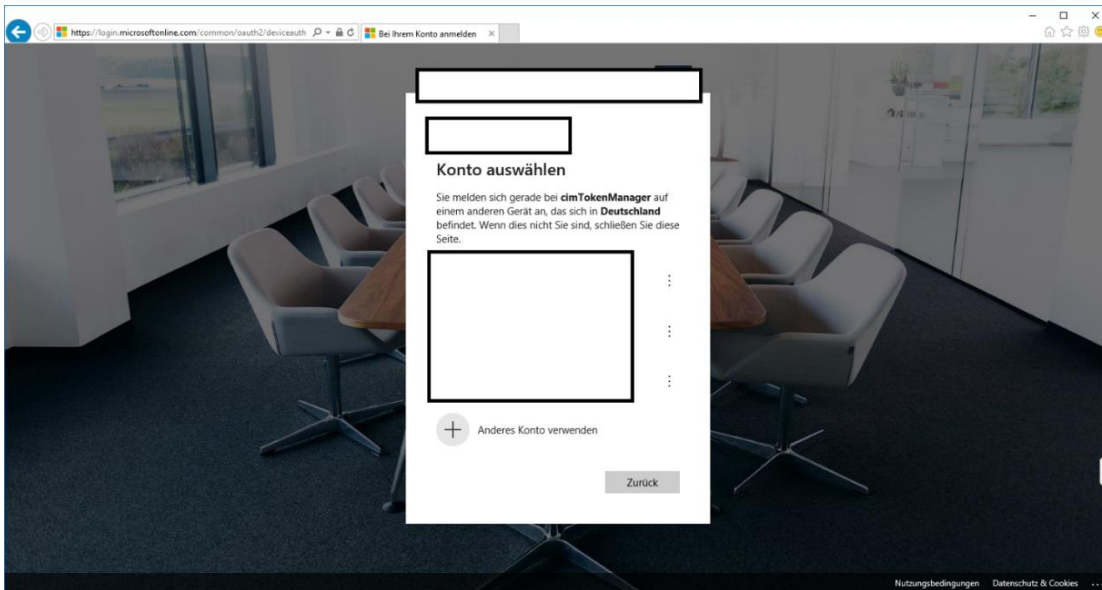 https://login.microsoftonline.com/common/oauth2/deviceauth
Bei Ihrem Konto anmelden
Konto auswählen
Sie melden sich gerade bei cimTokenManager auf
einem anderen Gerät an, das sich in Deutschland
befindet. Wenn dies nicht Sie sind, schließen Sie diese
Seite.
Anderes Konto verwenden
Zurück
Nutzungsbedingungen Datenschutz & Cookies ...